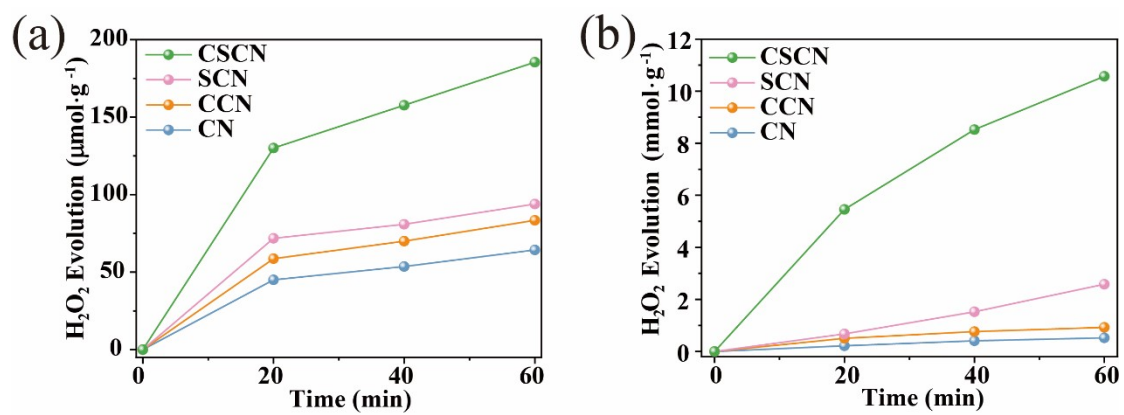 (a)
H₂O₂ Evolution (μmol·g⁻¹)
200
150
100
50
0
CSCN
SCN
CCN
CN
0 20 40 60
Time (min)
(b)
H₂O₂ Evolution (mmol·g⁻¹)
12
10
8
6
4
2
0
CSCN
SCN
CCN
CN
0 20 40 60
Time (min)